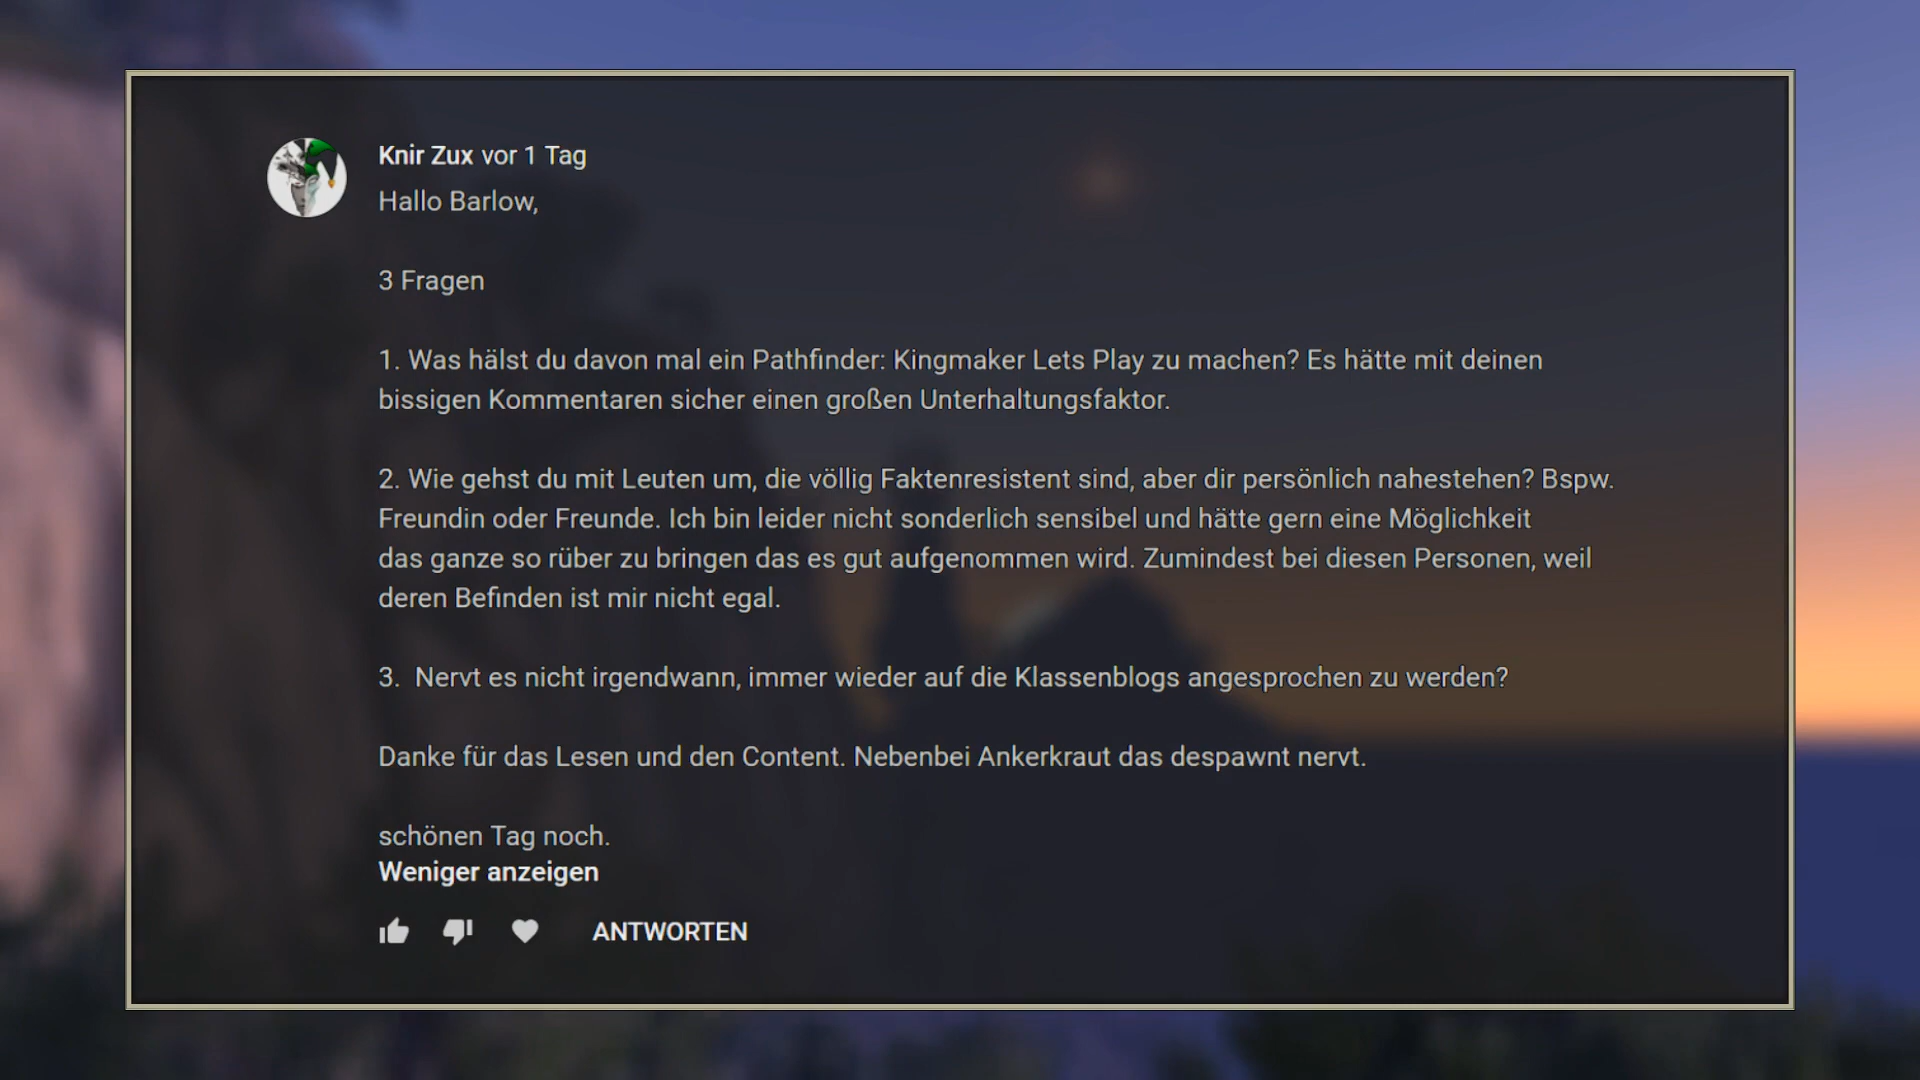 Knir Zux vor 1 Tag
Hallo Barlow,
3 Fragen
1. Was hälst du davon mal ein Pathfinder: Kingmaker Lets Play zu machen? Es hätte mit deinen
bissigen Kommentaren sicher einen großen Unterhaltungsfaktor.
2. Wie gehst du mit Leuten um, die völlig Faktenresistent sind, aber dir persönlich nahestehen? Bspw.
Freundin oder Freunde. Ich bin leider nicht sonderlich sensibel und hätte gern eine Möglichkeit
das ganze so rüber zu bringen das es gut aufgenommen wird. Zumindest bei diesen Personen, weil
deren Befinden ist mir nicht egal.
3.  Nervt es nicht irgendwann, immer wieder auf die Klassenblogs angesprochen zu werden?
Danke für das Lesen und den Content. Nebenbei Ankerkraut das despawnt nervt.
schönen Tag noch.
Weniger anzeigen
ANTWORTEN